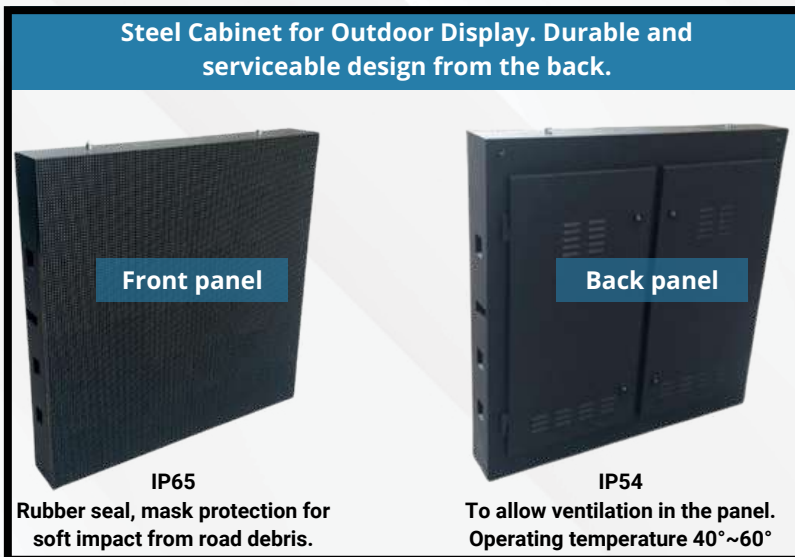 Steel Cabinet for Outdoor Display. Durable and
serviceable design from the back.
Front panel
Back panel
IP65
Rubber seal, mask protection for
soft impact from road debris.
IP54
To allow ventilation in the panel.
Operating temperature 40°~60°